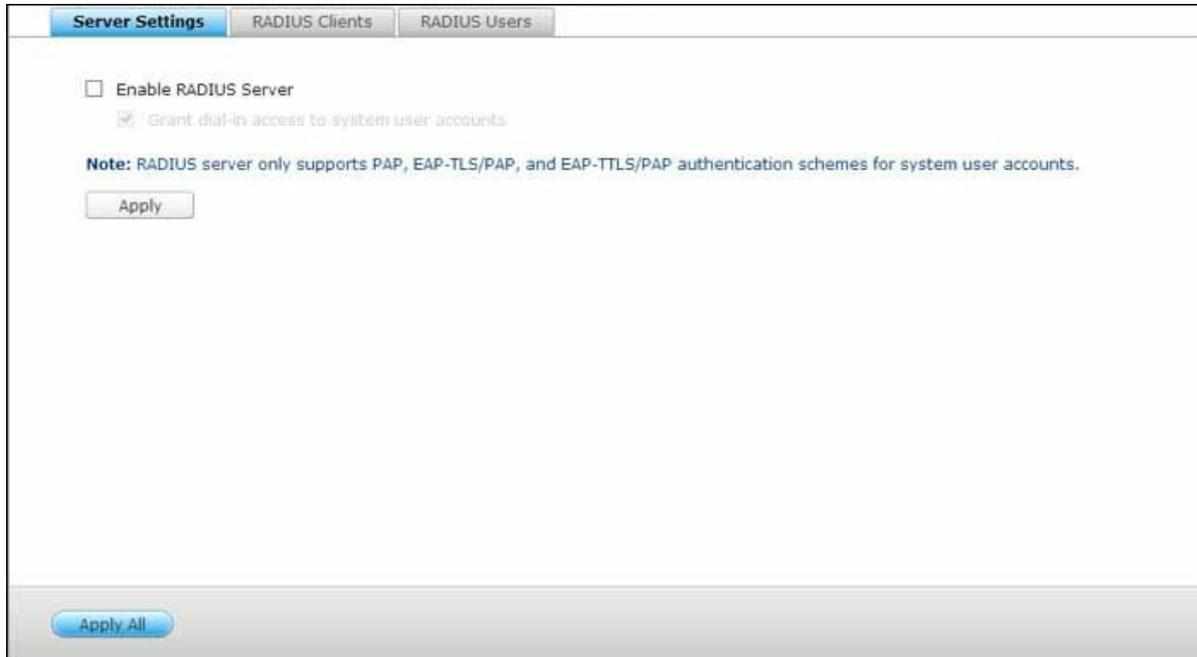 Server Settings RADIUS Clients RADIUS Users
Enable RADIUS Server
Grant dial-in access to system user accounts
Note: RADIUS server only supports PAP, EAP-TLS/PAP, and EAP-TTLS/PAP authentication schemes for system user accounts.
Apply
Apply All